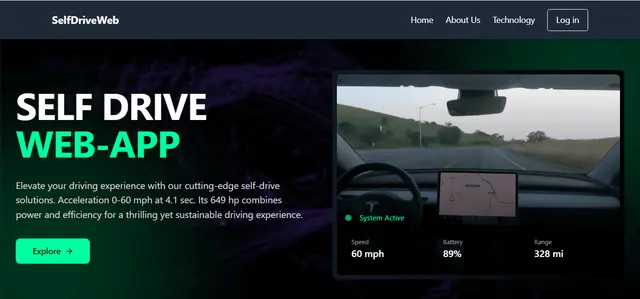 SelfDriveWeb
Home About Us Technology Log in
SELF DRIVE
WEB-APP
Elevate your driving experience with our cutting-edge self-drive
solutions. Acceleration 0-60 mph at 4.1 sec. Its 649 hp combines
power and efficiency for a thrilling yet sustainable driving experience.
Explore →
System Active
Speed Battery Range
60 mph 89% 328 mi